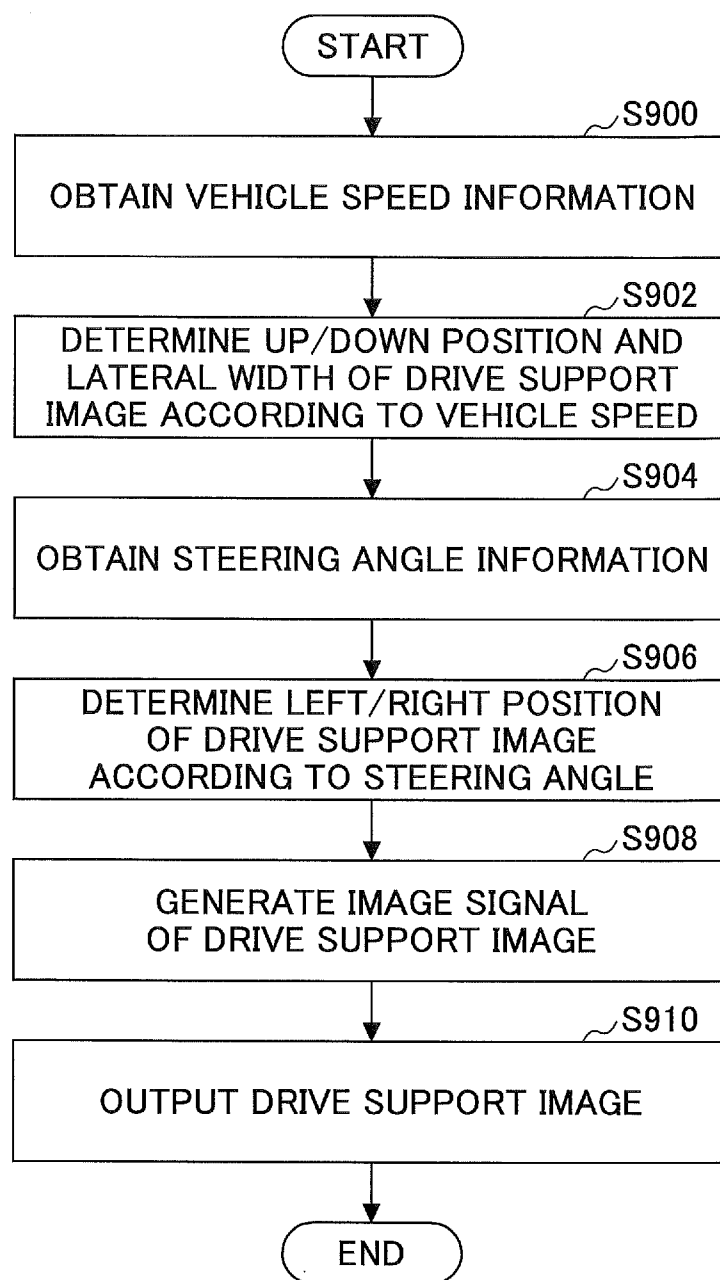 START
S900
OBTAIN VEHICLE SPEED INFORMATION
S902
DETERMINE UP/DOWN POSITION AND
LATERAL WIDTH OF DRIVE SUPPORT
IMAGE ACCORDING TO VEHICLE SPEED
S904
OBTAIN STEERING ANGLE INFORMATION
S906
DETERMINE LEFT/RIGHT POSITION
OF DRIVE SUPPORT IMAGE
ACCORDING TO STEERING ANGLE
S908
GENERATE IMAGE SIGNAL
OF DRIVE SUPPORT IMAGE
S910
OUTPUT DRIVE SUPPORT IMAGE
END